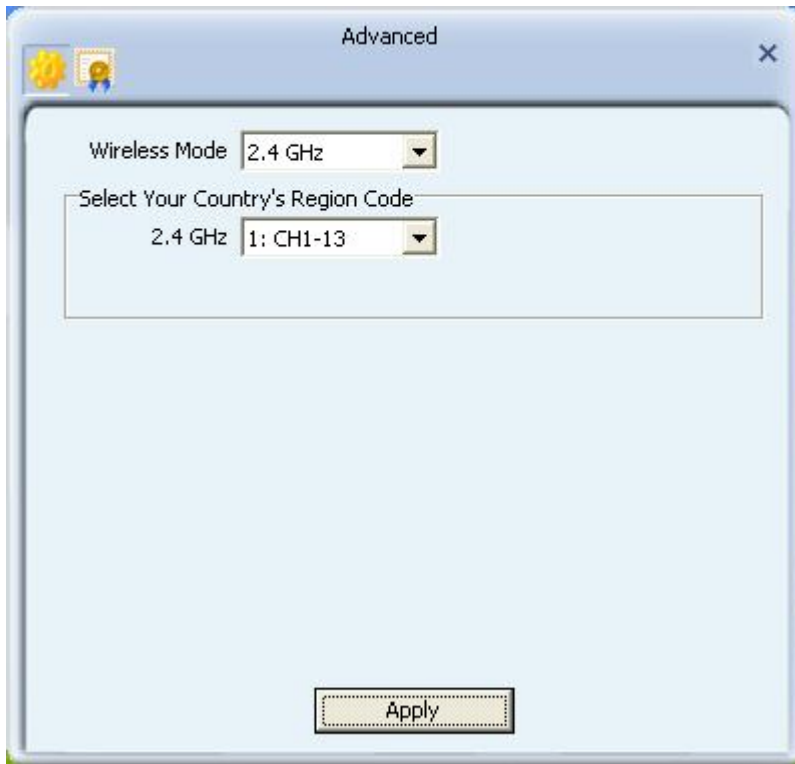 Advanced
Wireless Mode 2.4 GHz
Select Your Country's Region Code
2.4 GHz 1: CH1-13
Apply